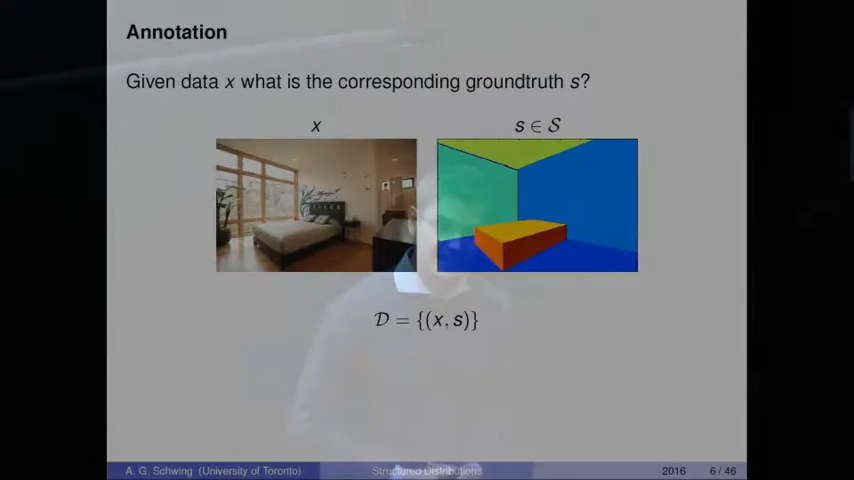 Annotation
Given data x what is the corresponding groundtruth s?
x
s ∈ 𝒮
𝒟 = {(x, s)}
A. G. Schwing (University of Toronto)
Structured Distributions
2016
6 / 46